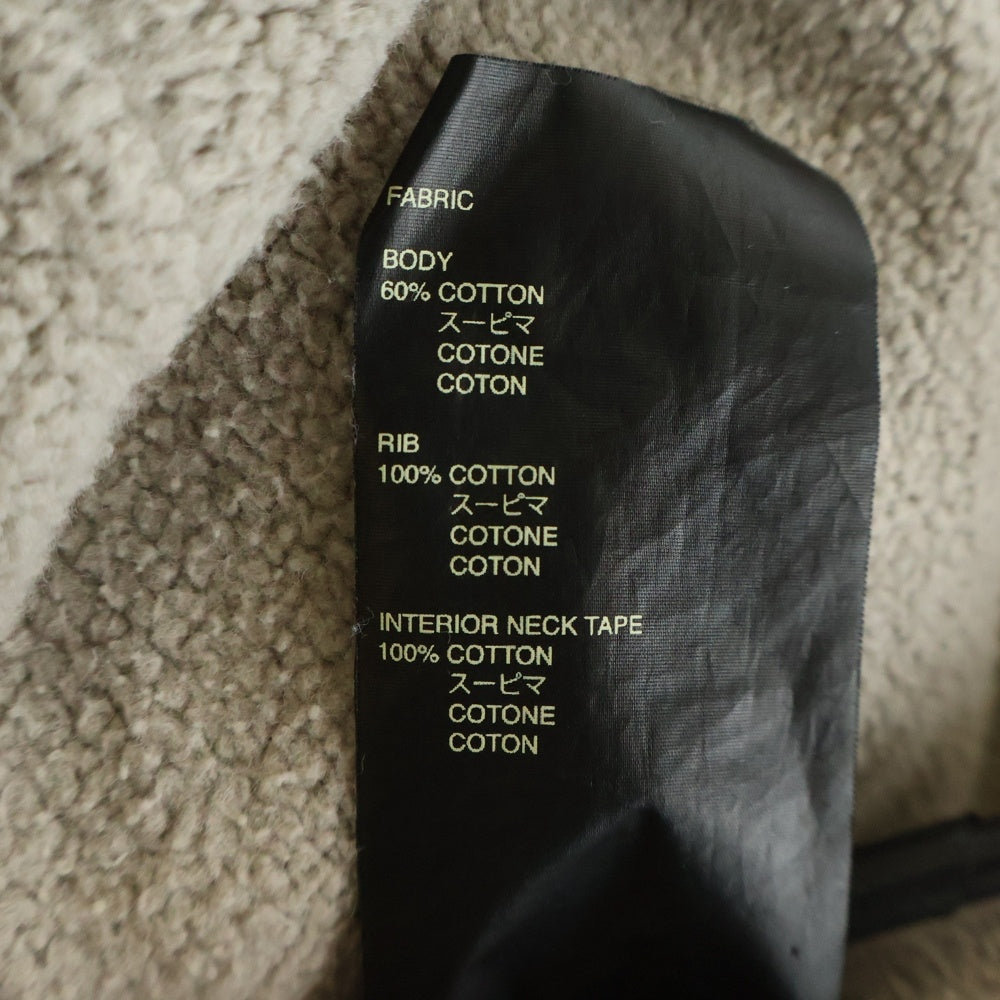 FABRIC
BODY
60% COTTON
スーピマ
COTONE
COTON
RIB
100% COTTON
スーピマ
COTONE
COTON
INTERIOR NECK TAPE
100% COTTON
スーピマ
COTONE
COTON